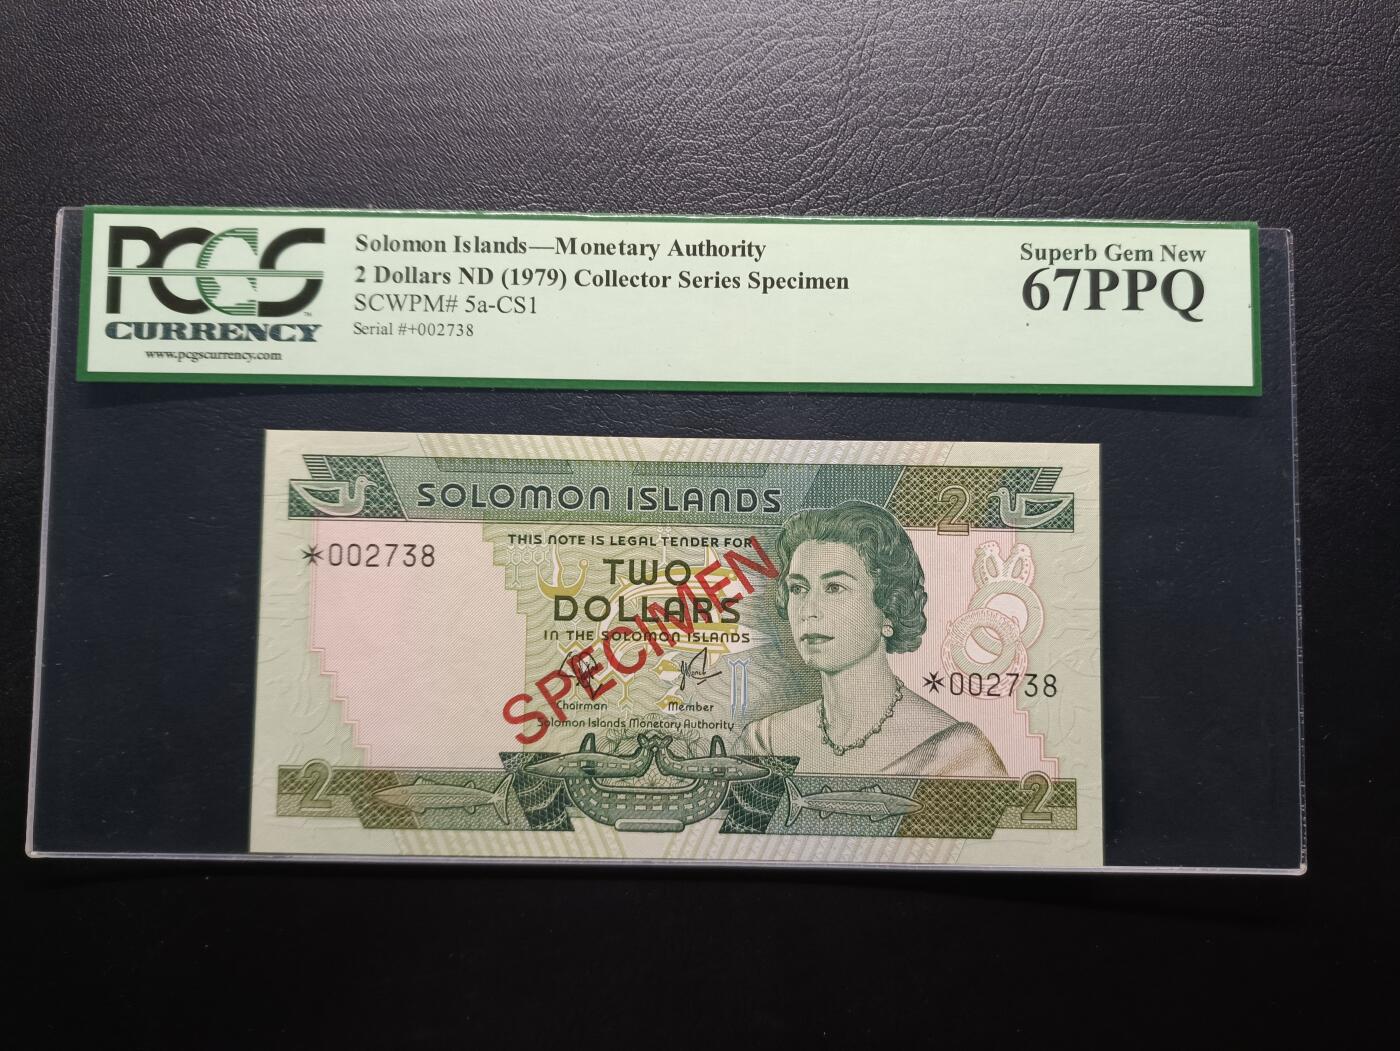 PCGS
CURRENCY
™
www.pcgscurrency.com
Solomon Islands—Monetary Authority
2 Dollars ND (1979) Collector Series Specimen
SCWPM# 5a-CS1
Serial #+002738
Superb Gem New
67PPQ
SOLOMON ISLANDS
2
THIS NOTE IS LEGAL TENDER FOR
TWO
DOLLARS
IN THE SOLOMON ISLANDS
SPECIMEN
*002738
*002738
Chairman Member
Solomon Islands Monetary Authority
2
2